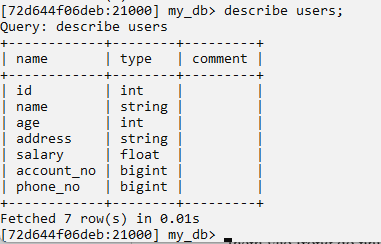 [72d644f06deb:21000] my_db> describe users;
Query: describe users
+------------+--------+---------+
| name       | type   | comment |
+------------+--------+---------+
| id         | int    |         |
| name       | string |         |
| age        | int    |         |
| address    | string |         |
| salary     | float  |         |
| account_no | bigint |         |
| phone_no   | bigint |         |
+------------+--------+---------+
Fetched 7 row(s) in 0.01s
[72d644f06deb:21000] my_db>